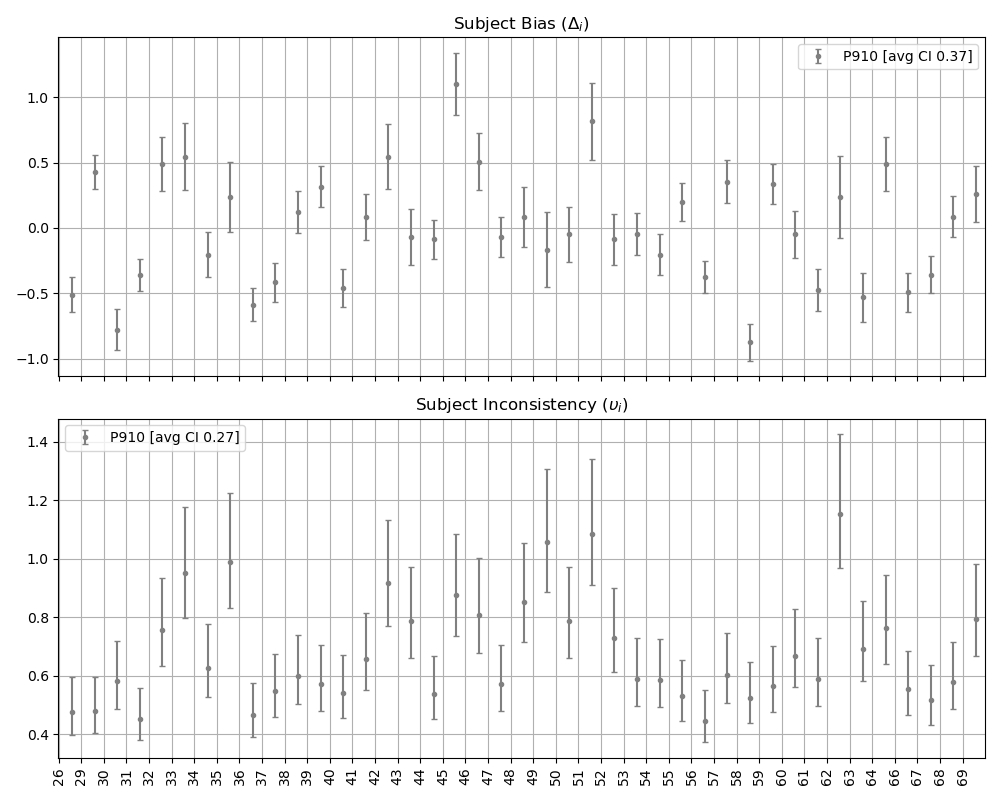 Subject Bias (Δi)
P910 [avg CI 0.37]
1.0
0.5
0.0
−0.5
−1.0
Subject Inconsistency (υi)
P910 [avg CI 0.27]
1.4
1.2
1.0
0.8
0.6
0.4
26 29 30 31 32 33 34 35 36 37 38 39 40 41 42 43 44 45 46 47 48 49 50 51 52 53 54 55 56 57 58 59 60 61 62 63 64 66 67 68 69